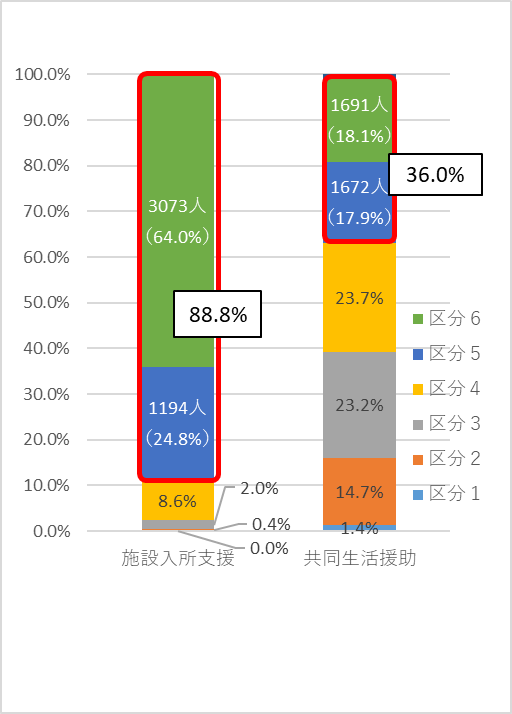 100.0%
90.0%
80.0%
70.0%
60.0%
50.0%
40.0%
30.0%
20.0%
10.0%
0.0%
3073人
（64.0%）
88.8%
1194人
（24.8%）
8.6%
2.0%
0.4%
0.0%
1691人
（18.1%）
36.0%
1672人
（17.9%）
23.7%
23.2%
14.7%
1.4%
施設入所支援
共同生活援助
区分６
区分５
区分４
区分３
区分２
区分１